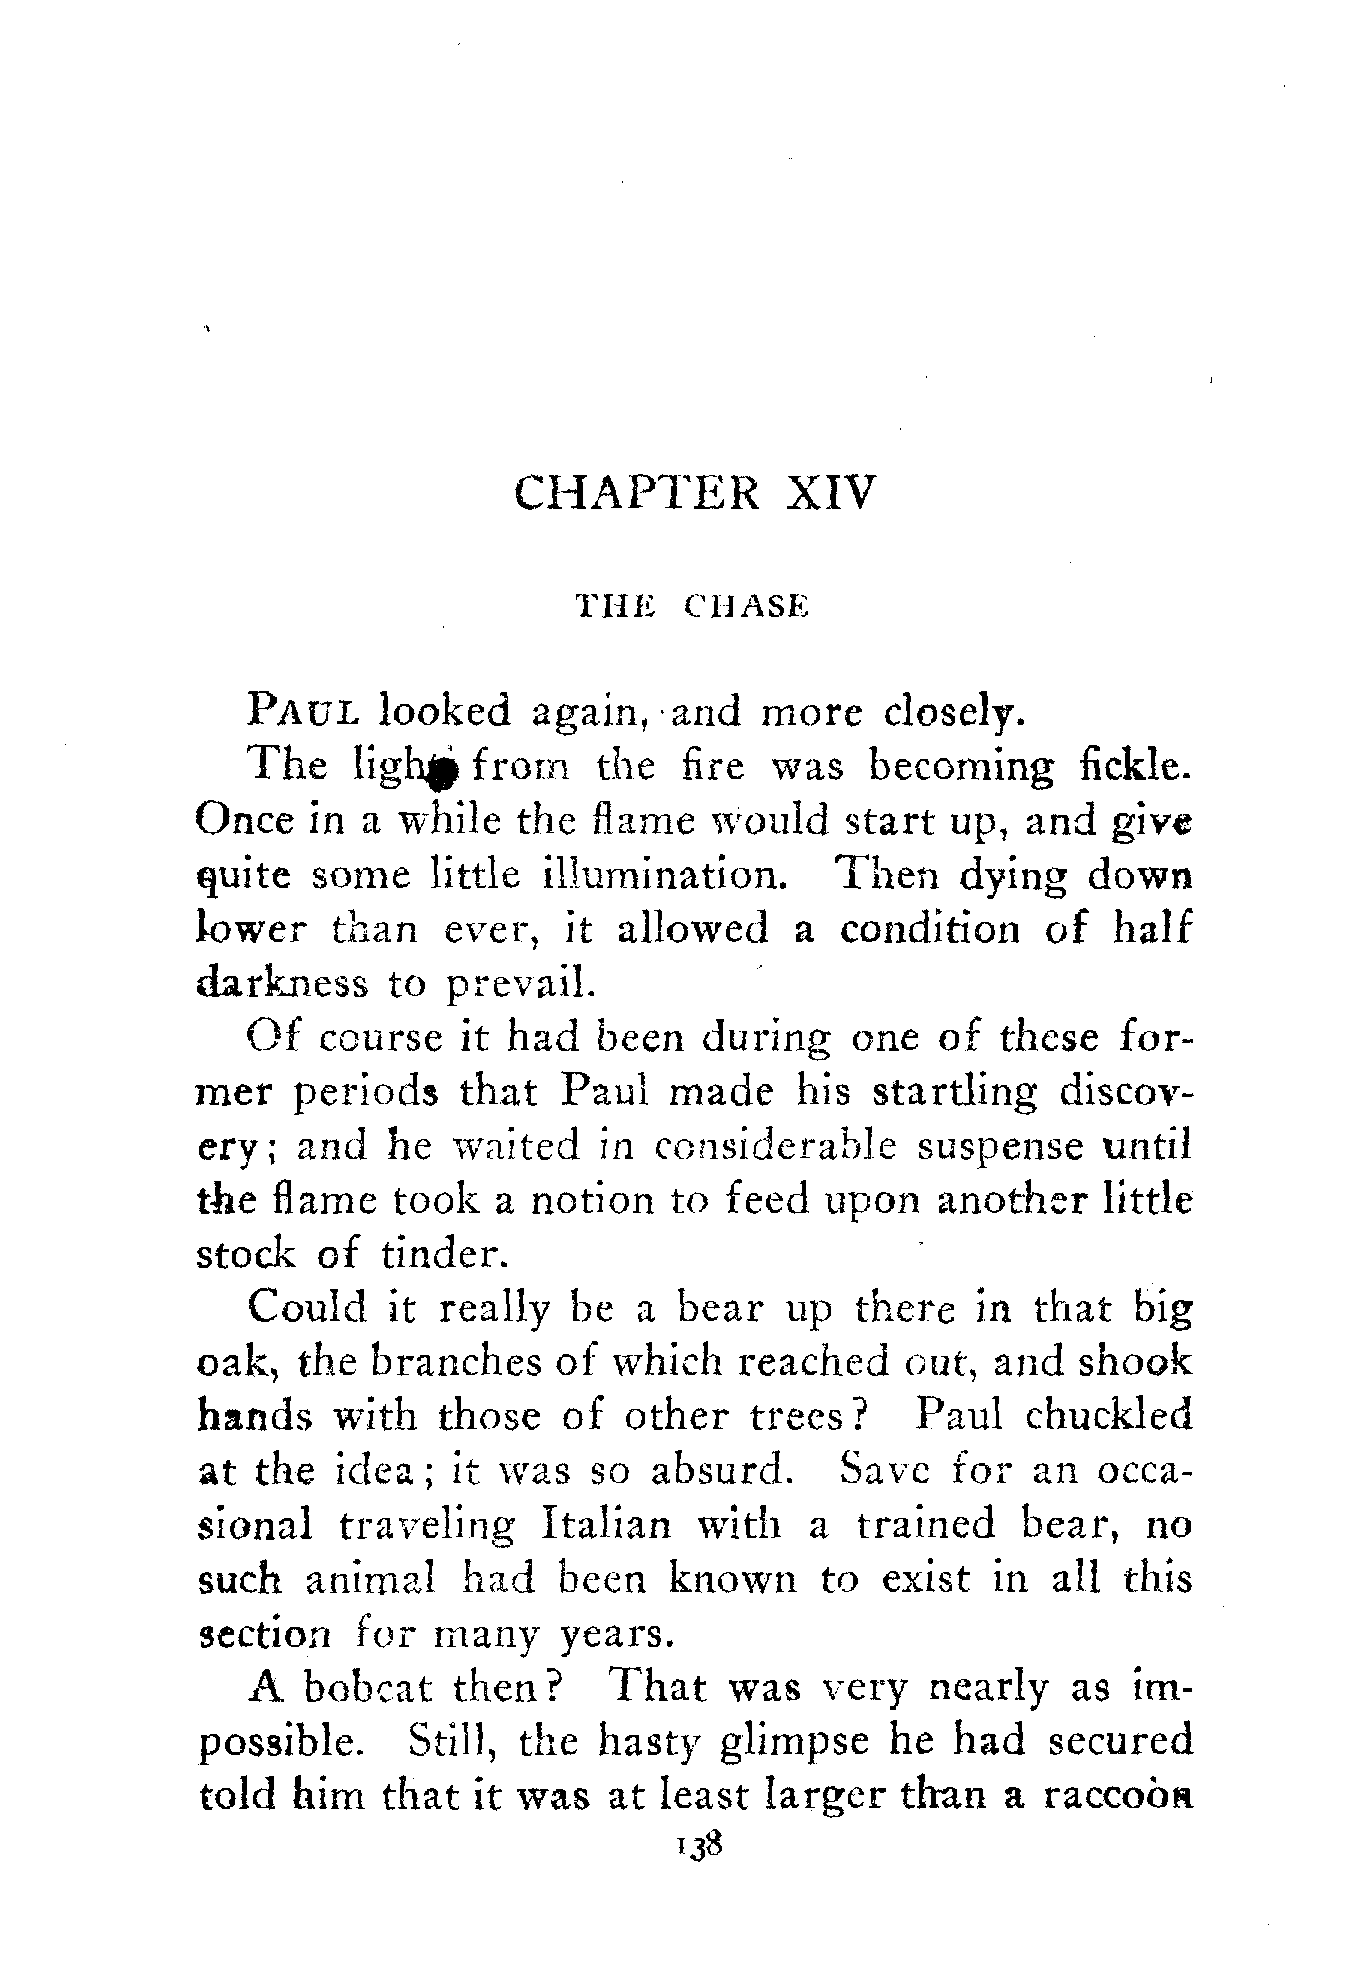 CHAPTER XIV
THE CHASE
PAUL looked again, and more closely.
The light from the fire was becoming fickle.
Once in a while the flame would start up, and give
quite some little illumination. Then dying down
lower than ever, it allowed a condition of half
darkness to prevail.
Of course it had been during one of these for-
mer periods that Paul made his startling discov-
ery; and he waited in considerable suspense until
the flame took a notion to feed upon another little
stock of tinder.
Could it really be a bear up there in that big
oak, the branches of which reached out, and shook
hands with those of other trees? Paul chuckled
at the idea; it was so absurd. Save for an occa-
sional traveling Italian with a trained bear, no
such animal had been known to exist in all this
section for many years.
A bobcat then? That was very nearly as im-
possible. Still, the hasty glimpse he had secured
told him that it was at least larger than a raccoon
138